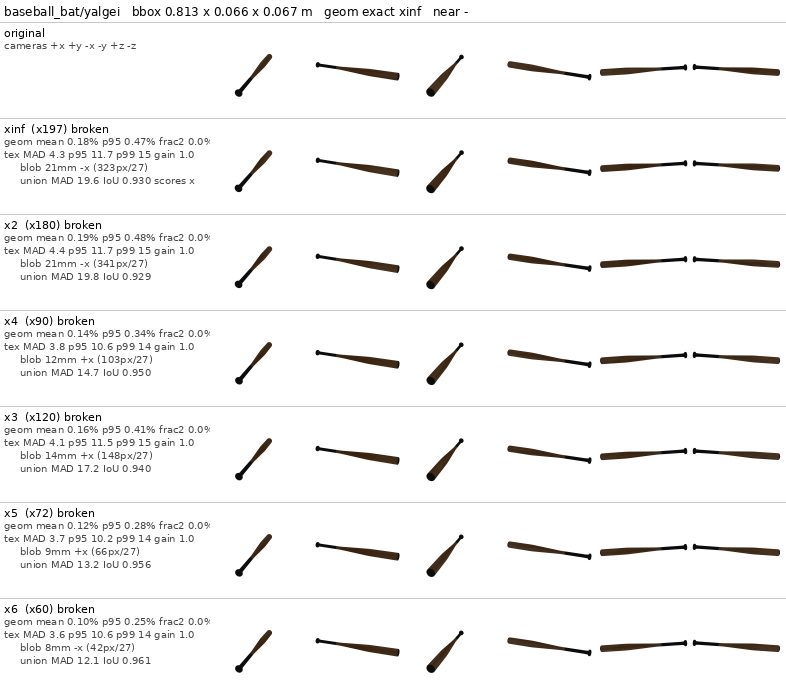 baseball_bat/yalgei   bbox 0.813 x 0.066 x 0.067 m   geom exact xinf   near -
original
cameras +x +y -x -y +z -z
xinf  (x197) broken
geom mean 0.18% p95 0.47% frac2 0.0%
tex MAD 4.3 p95 11.7 p99 15 gain 1.0
blob 21mm -x (323px/27)
union MAD 19.6 IoU 0.930 scores x
x2  (x180) broken
geom mean 0.19% p95 0.48% frac2 0.0%
tex MAD 4.4 p95 11.7 p99 15 gain 1.0
blob 21mm -x (341px/27)
union MAD 19.8 IoU 0.929
x4  (x90) broken
geom mean 0.14% p95 0.34% frac2 0.0%
tex MAD 3.8 p95 10.6 p99 14 gain 1.0
blob 12mm +x (103px/27)
union MAD 14.7 IoU 0.950
x3  (x120) broken
geom mean 0.16% p95 0.41% frac2 0.0%
tex MAD 4.1 p95 11.5 p99 15 gain 1.0
blob 14mm +x (148px/27)
union MAD 17.2 IoU 0.940
x5  (x72) broken
geom mean 0.12% p95 0.28% frac2 0.0%
tex MAD 3.7 p95 10.2 p99 14 gain 1.0
blob 9mm +x (66px/27)
union MAD 13.2 IoU 0.956
x6  (x60) broken
geom mean 0.10% p95 0.25% frac2 0.0%
tex MAD 3.6 p95 10.6 p99 14 gain 1.0
blob 8mm -x (42px/27)
union MAD 12.1 IoU 0.961